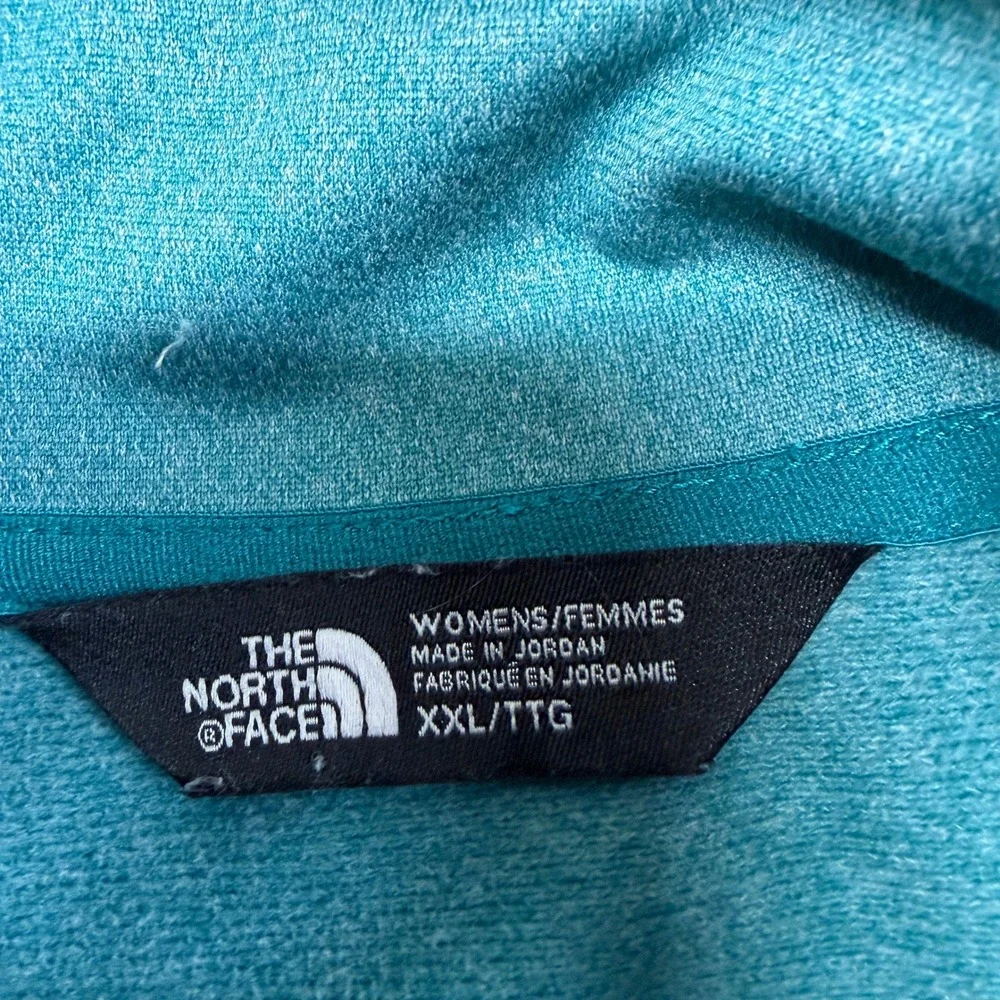 THE
NORTH
®FACE
WOMENS/FEMMES
MADE IN JORDAN
FABRIQUÉ EN JORDANIE
XXL/TTG